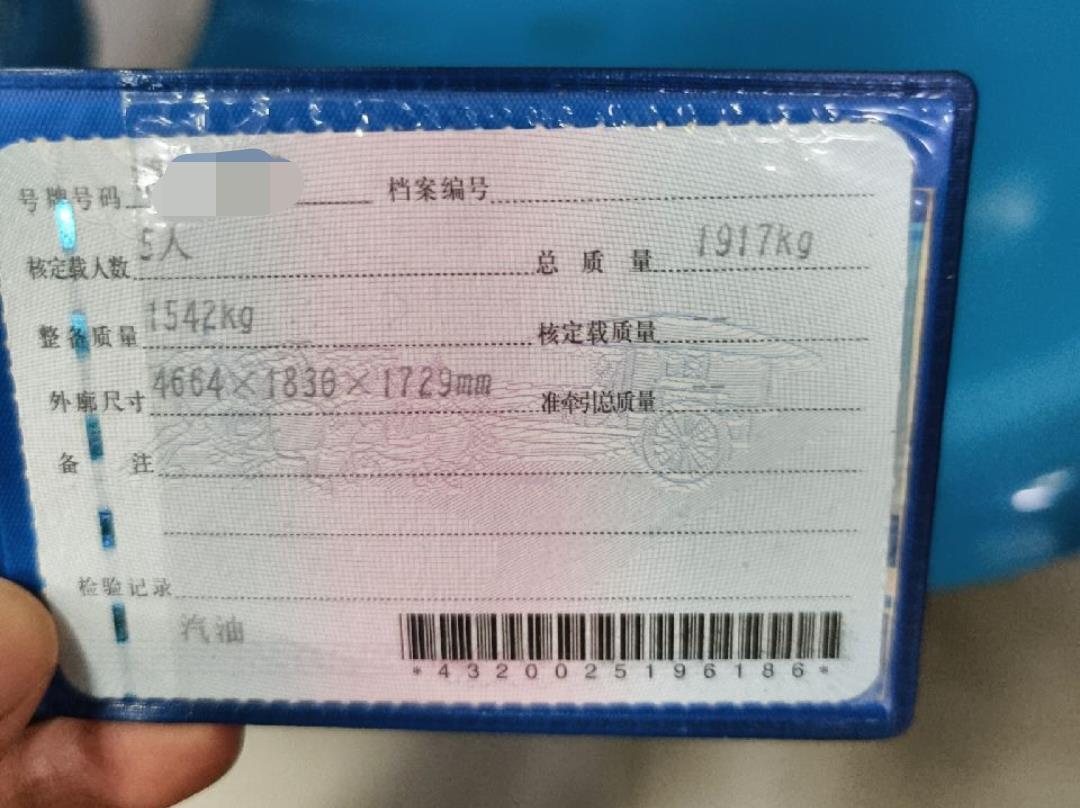 号牌号码 档案编号
核定载人数 5人 总质量 1917kg
整备质量 1542kg 核定载质量
外廓尺寸 4664×1830×1729mm 准牵引总质量
备注
检验记录
汽油
*4320025196186*